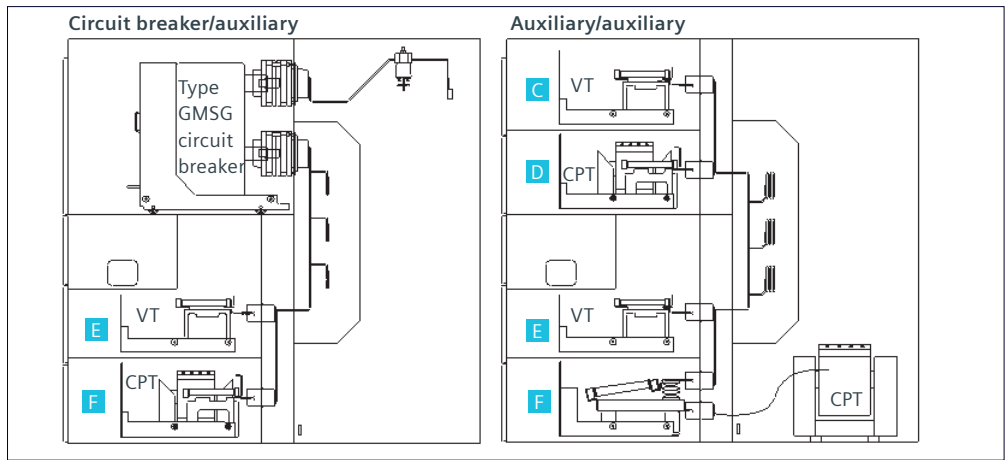 Circuit breaker/auxiliary
Type
GMSG
circuit
breaker
E
VT
F
CPT
Auxiliary/auxiliary
C
VT
D
CPT
E
VT
F
CPT